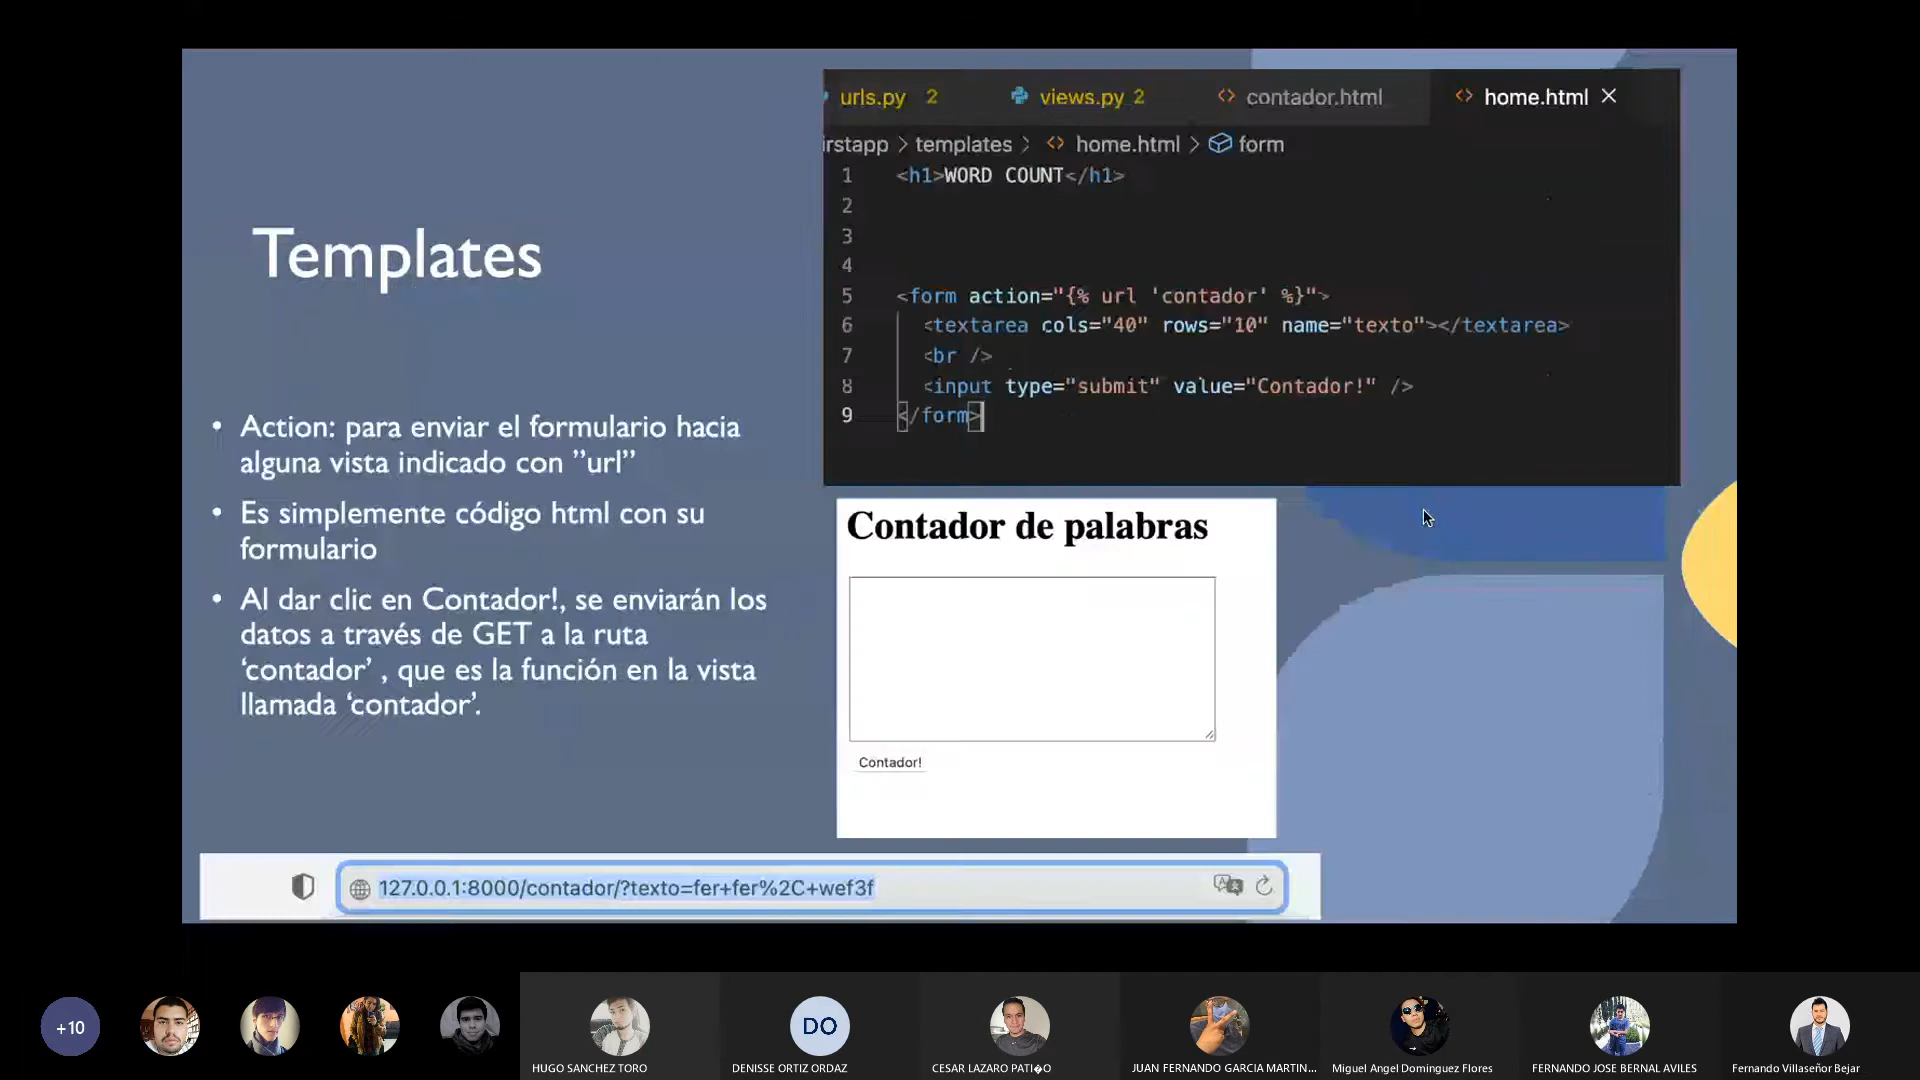 urls.py 2 views.py 2 contador.html home.html
irstapp > templates > home.html > form
1 <h1>WORD COUNT</h1>
2
3
4
5 <form action="{% url 'contador' %}">
6 <textarea cols="40" rows="10" name="texto"></textarea>
7 <br />
8 <input type="submit" value="Contador!" />
9 </form>
Templates
• Action: para enviar el formulario hacia
alguna vista indicado con ”url”
• Es simplemente código html con su
formulario
• Al dar clic en Contador!, se enviarán los
datos a través de GET a la ruta
‘contador’ , que es la función en la vista
llamada ‘contador’.
Contador de palabras
Contador!
127.0.0.1:8000/contador/?texto=fer+fer%2C+wef3f
+10
DO
HUGO SANCHEZ TORO
DENISSE ORTIZ ORDAZ
CESAR LAZARO PATI�O
JUAN FERNANDO GARCIA MARTIN...
Miguel Angel Dominguez Flores
FERNANDO JOSE BERNAL AVILES
Fernando Villaseñor Bejar